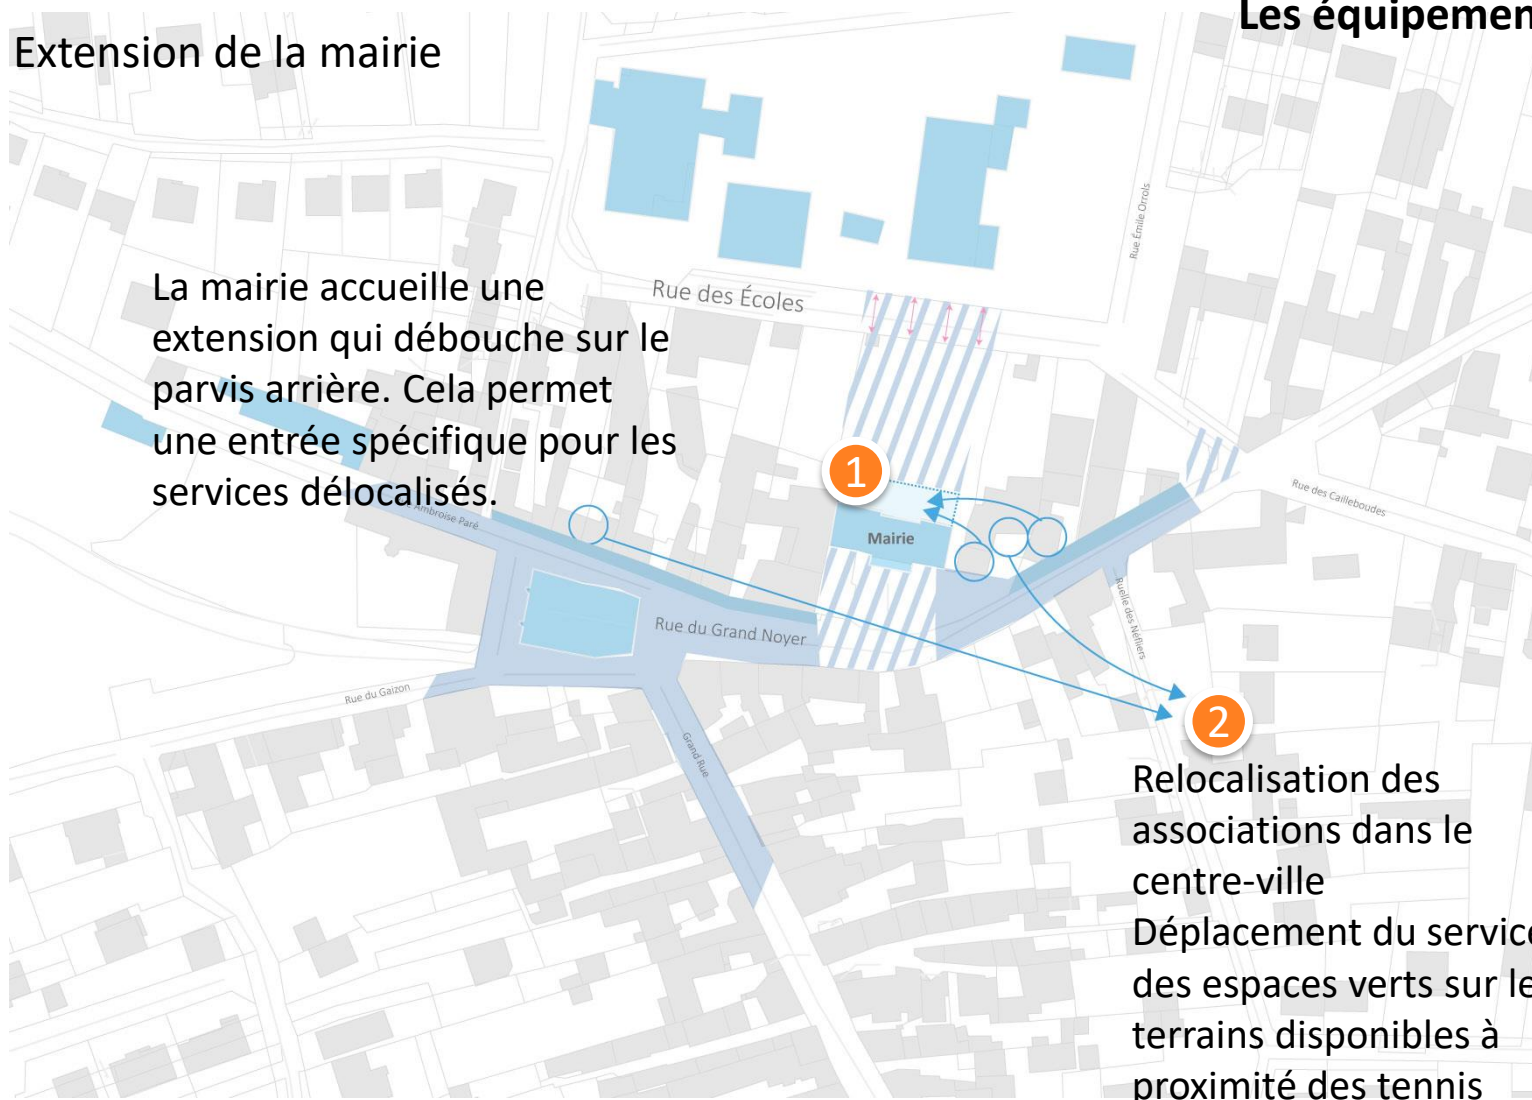 Les équipemen
Extension de la mairie
Rue Émile Orrols
La mairie accueille une
extension qui débouche sur le
parvis arrière. Cela permet
une entrée spécifique pour les
services délocalisés.
Rue des Écoles
1
Rue des Cailleboudes
Ambroise Paré
Mairie
Ruelle des Néfliers
Rue du Grand Noyer
Rue du Gaizon
Grand Rue
2
Relocalisation des
associations dans le
centre-ville
Déplacement du service
des espaces verts sur le
terrains disponibles à
proximité des tennis